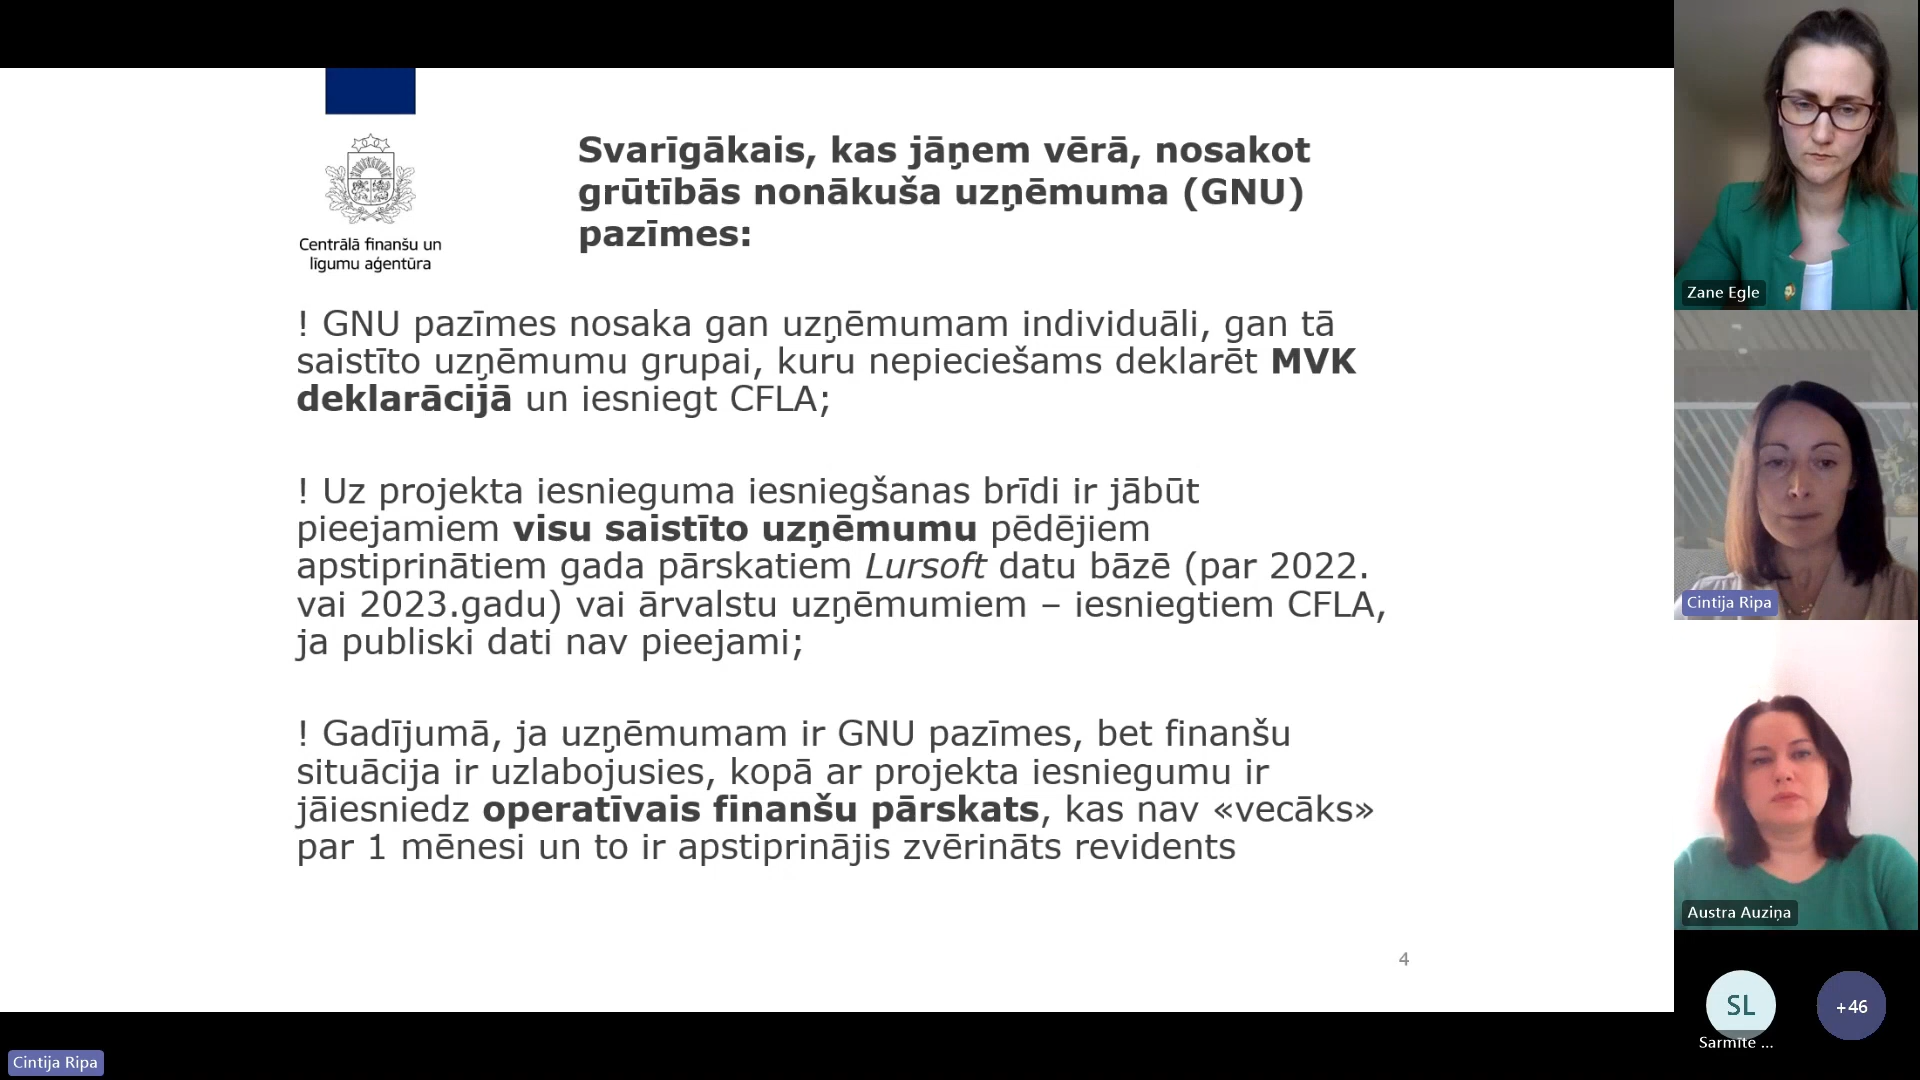 Centrālā finanšu un
līgumu aģentūra
Svarīgākais, kas jāņem vērā, nosakot
grūtībās nonākuša uzņēmuma (GNU)
pazīmes:
! GNU pazīmes nosaka gan uzņēmumam individuāli, gan tā
saistīto uzņēmumu grupai, kuru nepieciešams deklarēt MVK
deklarācijā un iesniegt CFLA;
! Uz projekta iesnieguma iesniegšanas brīdi ir jābūt
pieejamiem visu saistīto uzņēmumu pēdējiem
apstiprinātiem gada pārskatiem Lursoft datu bāzē (par 2022.
vai 2023.gadu) vai ārvalstu uzņēmumiem – iesniegtiem CFLA,
ja publiski dati nav pieejami;
! Gadījumā, ja uzņēmumam ir GNU pazīmes, bet finanšu
situācija ir uzlabojusies, kopā ar projekta iesniegumu ir
jāiesniedz operatīvais finanšu pārskats, kas nav «vecāks»
par 1 mēnesi un to ir apstiprinājis zvērināts revidents
4
Zane Egle
Cintija Ripa
Austra Auziņa
SL
+46
Sarmīte ...
Cintija Ripa